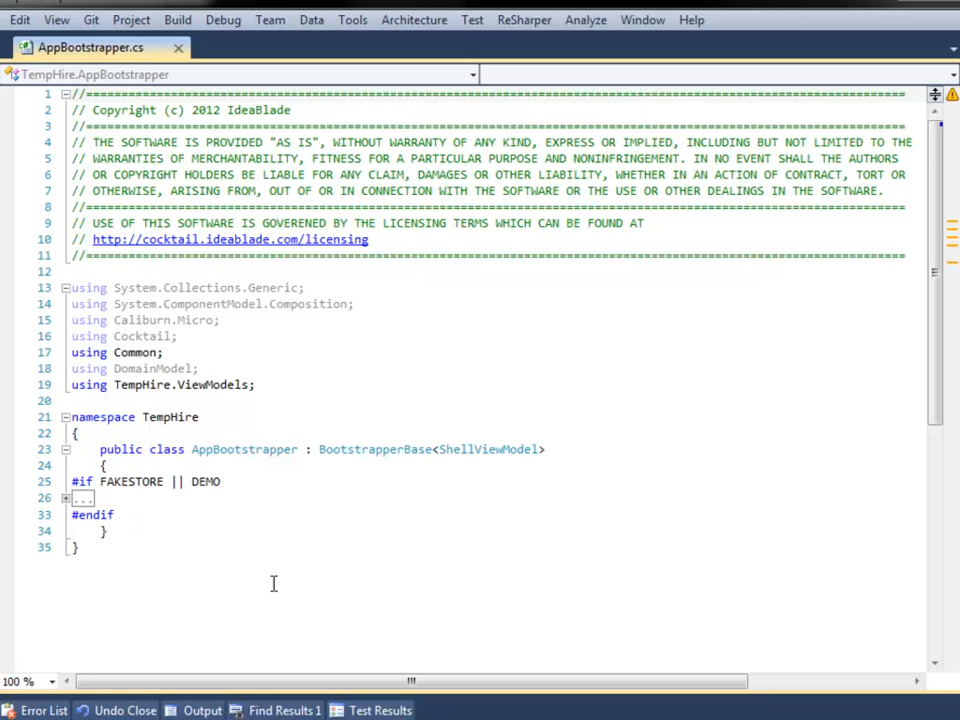 Edit View Git Project Build Debug Team Data Tools Architecture Test ReSharper Analyze Window Help
AppBootstrapper.cs
TempHire.AppBootstrapper
1 //====================================================================================================================
2 // Copyright (c) 2012 IdeaBlade
3 //====================================================================================================================
4 // THE SOFTWARE IS PROVIDED "AS IS", WITHOUT WARRANTY OF ANY KIND, EXPRESS OR IMPLIED, INCLUDING BUT NOT LIMITED TO THE
5 // WARRANTIES OF MERCHANTABILITY, FITNESS FOR A PARTICULAR PURPOSE AND NONINFRINGEMENT. IN NO EVENT SHALL THE AUTHORS
6 // OR COPYRIGHT HOLDERS BE LIABLE FOR ANY CLAIM, DAMAGES OR OTHER LIABILITY, WHETHER IN AN ACTION OF CONTRACT, TORT OR
7 // OTHERWISE, ARISING FROM, OUT OF OR IN CONNECTION WITH THE SOFTWARE OR THE USE OR OTHER DEALINGS IN THE SOFTWARE.
8 //====================================================================================================================
9 // USE OF THIS SOFTWARE IS GOVERENED BY THE LICENSING TERMS WHICH CAN BE FOUND AT
10 // http://cocktail.ideablade.com/licensing
11 //====================================================================================================================
12
13 using System.Collections.Generic;
14 using System.ComponentModel.Composition;
15 using Caliburn.Micro;
16 using Cocktail;
17 using Common;
18 using DomainModel;
19 using TempHire.ViewModels;
20
21 namespace TempHire
22 {
23 public class AppBootstrapper : BootstrapperBase<ShellViewModel>
24 {
25 #if FAKESTORE || DEMO
26 ...
33 #endif
34 }
35 }
100 %
Error List Undo Close Output Find Results 1 Test Results